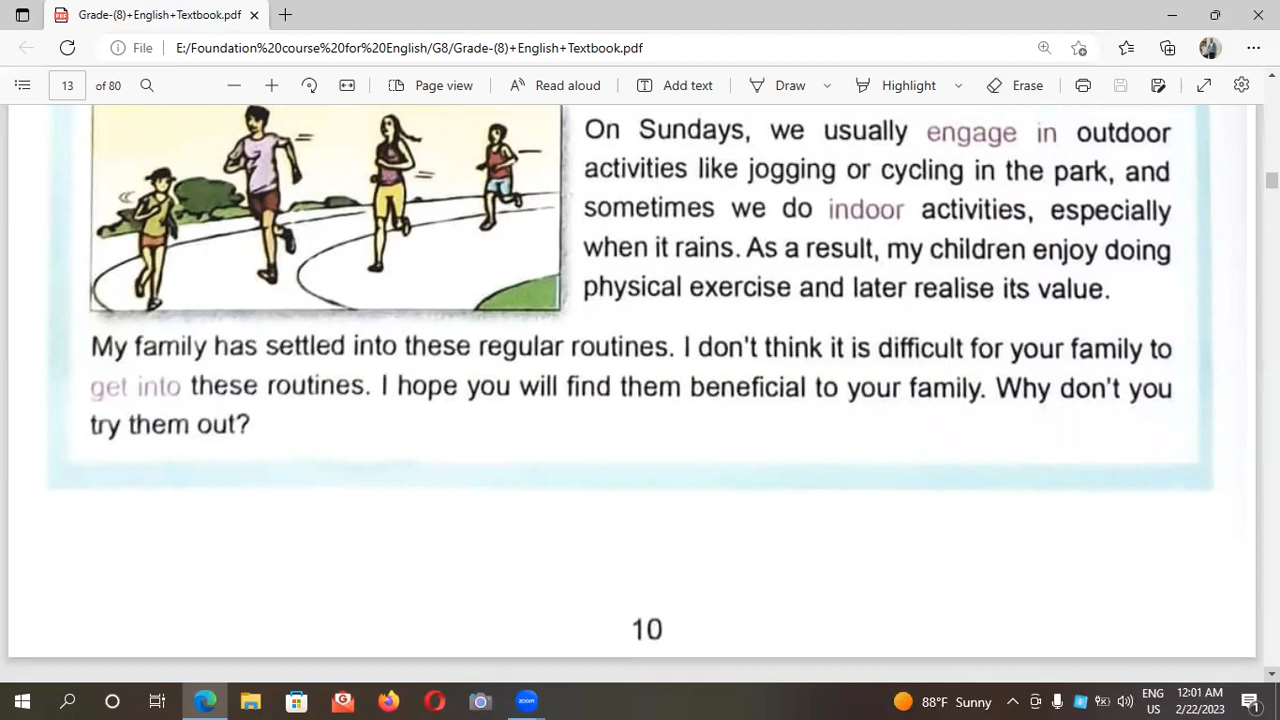 Grade-(8)+English+Textbook.pdf
File
E:/Foundation%20course%20for%20English/G8/Grade-(8)+English+Textbook.pdf
13 of 80
Page view
Read aloud
Add text
Draw
Highlight
Erase
On Sundays, we usually engage in outdoor
activities like jogging or cycling in the park, and
sometimes we do indoor activities, especially
when it rains. As a result, my children enjoy doing
physical exercise and later realise its value.
My family has settled into these regular routines. I don't think it is difficult for your family to
get into these routines. I hope you will find them beneficial to your family. Why don't you
try them out?
10
zoom
88°F Sunny
ENG
US
12:01 AM
2/22/2023
1